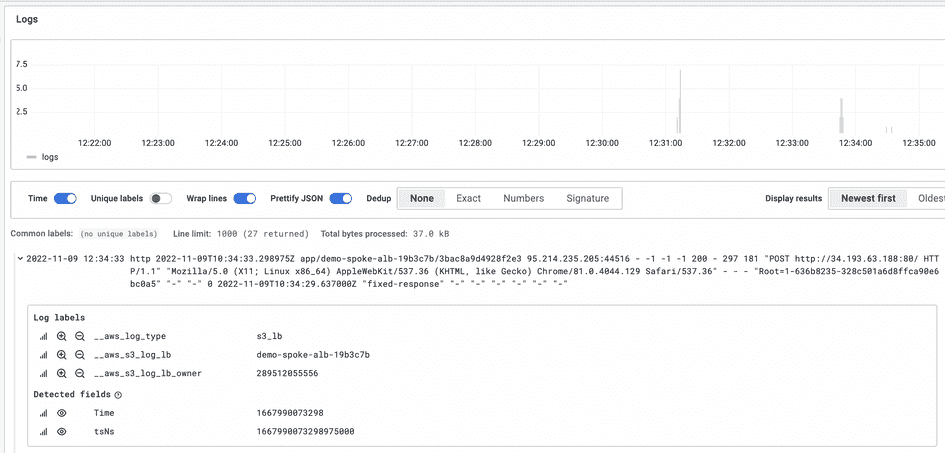 Logs
7.5
5.0
2.5
12:22:00 12:23:00 12:24:00 12:25:00 12:26:00 12:27:00 12:28:00 12:29:00 12:30:00 12:31:00 12:32:00 12:33:00 12:34:00 12:35:00
logs
Time Unique labels Wrap lines Prettify JSON Dedup None Exact Numbers Signature Display results Newest first Oldes
Common labels: (no unique labels) Line limit: 1000 (27 returned) Total bytes processed: 37.0 kB
2022-11-09 12:34:33 http 2022-11-09T10:34:33.298975Z app/demo-spoke-alb-19b3c7b/3bac8a9d4928f2e3 95.214.235.205:44516 - -1 -1 -1 200 - 297 181 "POST http://34.193.63.188:80/ HT
TP/1.1" "Mozilla/5.0 (X11; Linux x86_64) AppleWebKit/537.36 (KHTML, like Gecko) Chrome/81.0.4044.129 Safari/537.36" - - - "Root=1-636b8235-328c501a6d8ffca90e6
bc0a5" "-" "-" 0 2022-11-09T10:34:29.637000Z "fixed-response" "-" "-" "-" "-" "-" "-" "-"
Log labels
__aws_log_type s3_lb
__aws_s3_log_lb demo-spoke-alb-19b3c7b
__aws_s3_log_lb_owner 289512055556
Detected fields
Time 1667990073298
tsNs 1667990073298975000